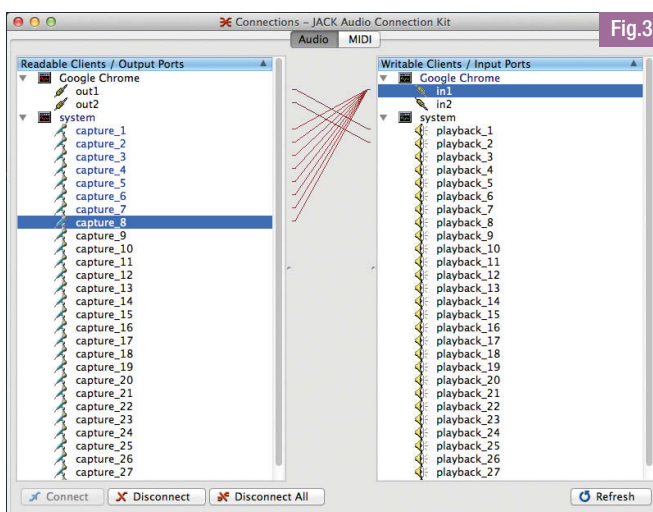 Connections – JACK Audio Connection Kit
Fig.3
Audio MIDI
Readable Clients / Output Ports
Google Chrome
out1
out2
system
capture_1
capture_2
capture_3
capture_4
capture_5
capture_6
capture_7
capture_8
capture_9
capture_10
capture_11
capture_12
capture_13
capture_14
capture_15
capture_16
capture_17
capture_18
capture_19
capture_20
capture_21
capture_22
capture_23
capture_24
capture_25
capture_26
capture_27
Writable Clients / Input Ports
Google Chrome
in1
in2
system
playback_1
playback_2
playback_3
playback_4
playback_5
playback_6
playback_7
playback_8
playback_9
playback_10
playback_11
playback_12
playback_13
playback_14
playback_15
playback_16
playback_17
playback_18
playback_19
playback_20
playback_21
playback_22
playback_23
playback_24
playback_25
playback_26
playback_27
Connect Disconnect Disconnect All Refresh